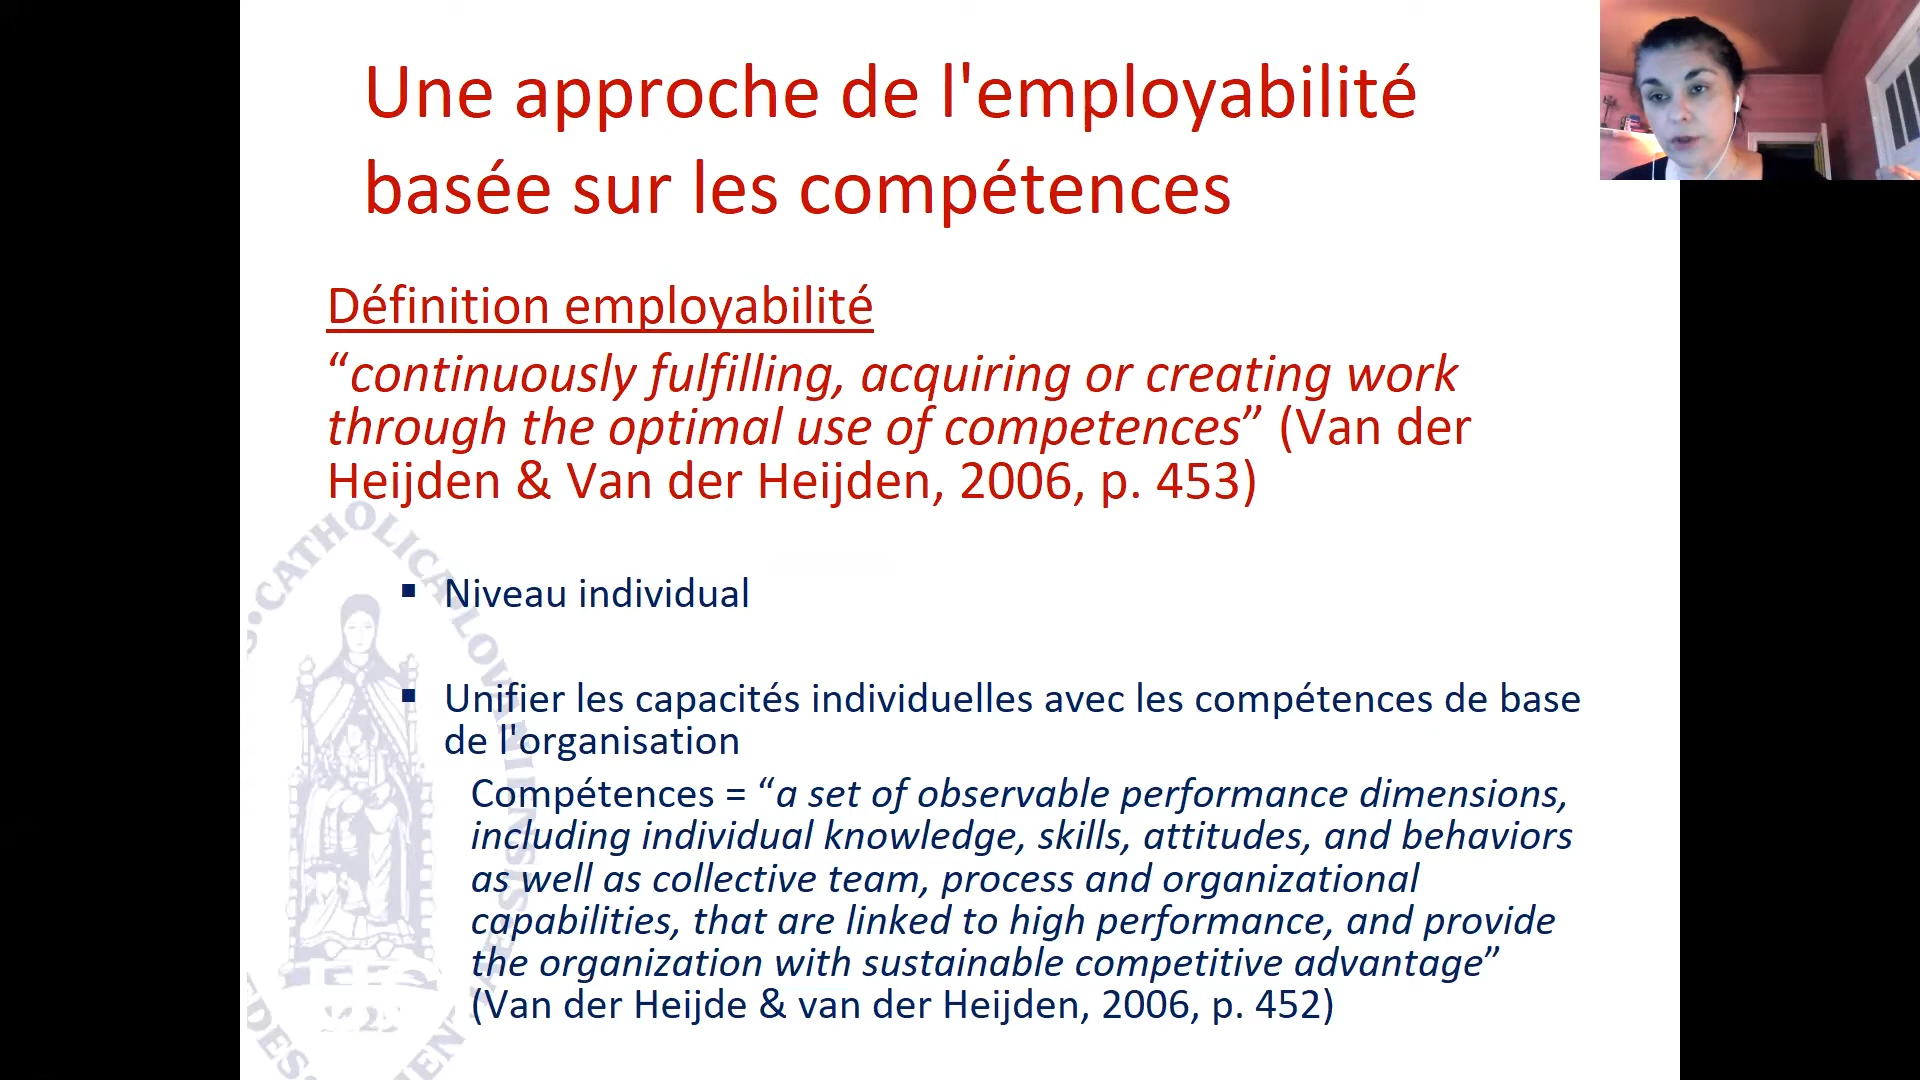 Une approche de l'employabilité
basée sur les compétences
Définition employabilité
“continuously fulfilling, acquiring or creating work
through the optimal use of competences” (Van der
Heijden & Van der Heijden, 2006, p. 453)
▪ Niveau individual
▪ Unifier les capacités individuelles avec les compétences de base
de l'organisation
Compétences = “a set of observable performance dimensions,
including individual knowledge, skills, attitudes, and behaviors
as well as collective team, process and organizational
capabilities, that are linked to high performance, and provide
the organization with sustainable competitive advantage”
(Van der Heijde & van der Heijden, 2006, p. 452)